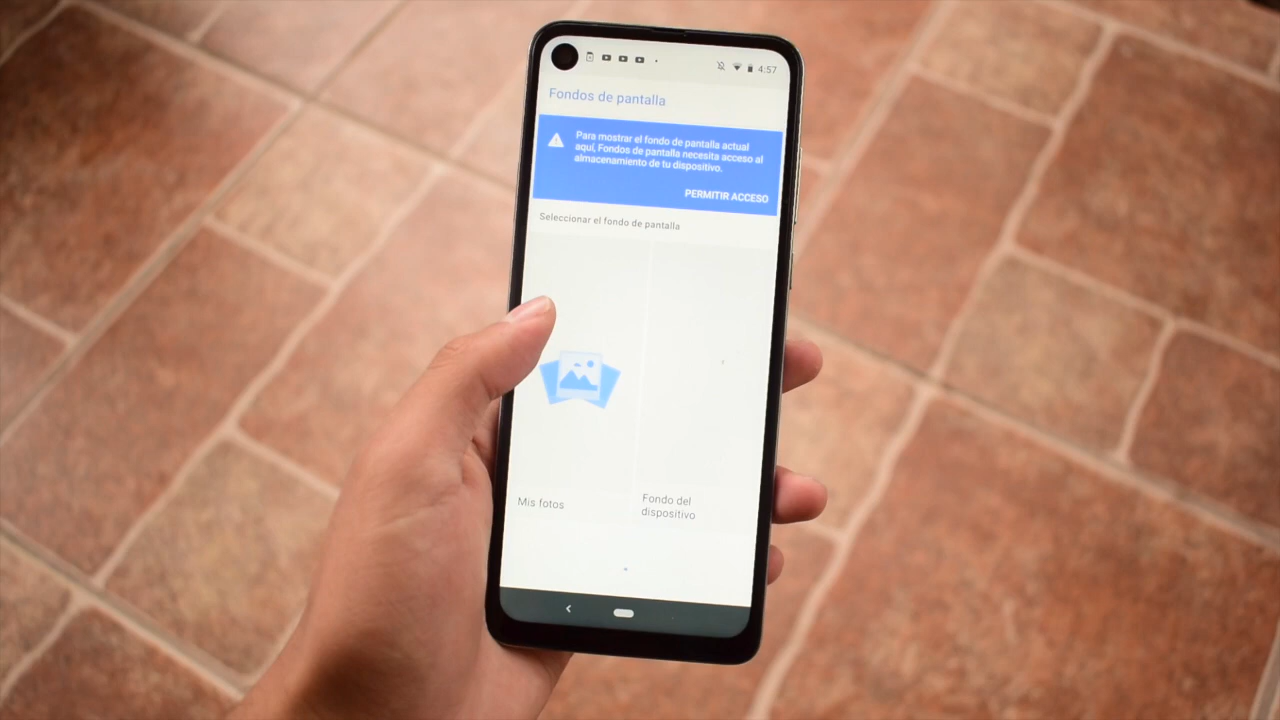 4:57
Fondos de pantalla
Para mostrar el fondo de pantalla actual
aquí, Fondos de pantalla necesita acceso al
almacenamiento de tu dispositivo.
PERMITIR ACCESO
Seleccionar el fondo de pantalla
Mis fotos
Fondo del
dispositivo